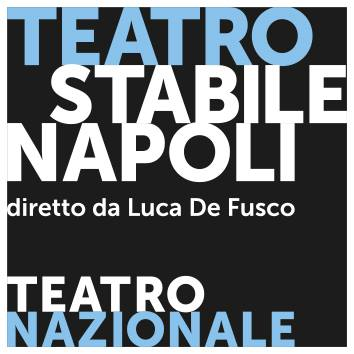 TEATRO
STABILE
NAPOLI
diretto da Luca De Fusco
TEATRO
NAZIONALE